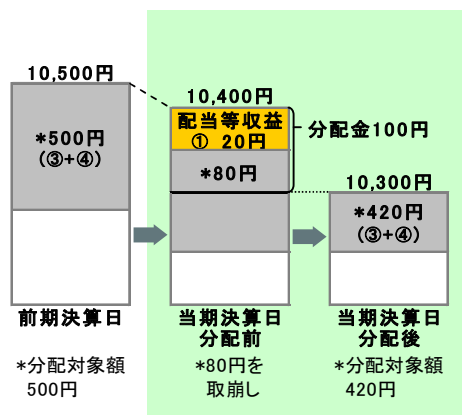 10,500円
*500円
(③+④)
前期決算日
*分配対象額
500円
10,400円
配当等収益
① 20円
*80円
分配金100円
当期決算日
分配前
*80円を
取崩し
10,300円
*420円
(③+④)
当期決算日
分配後
*分配対象額
420円